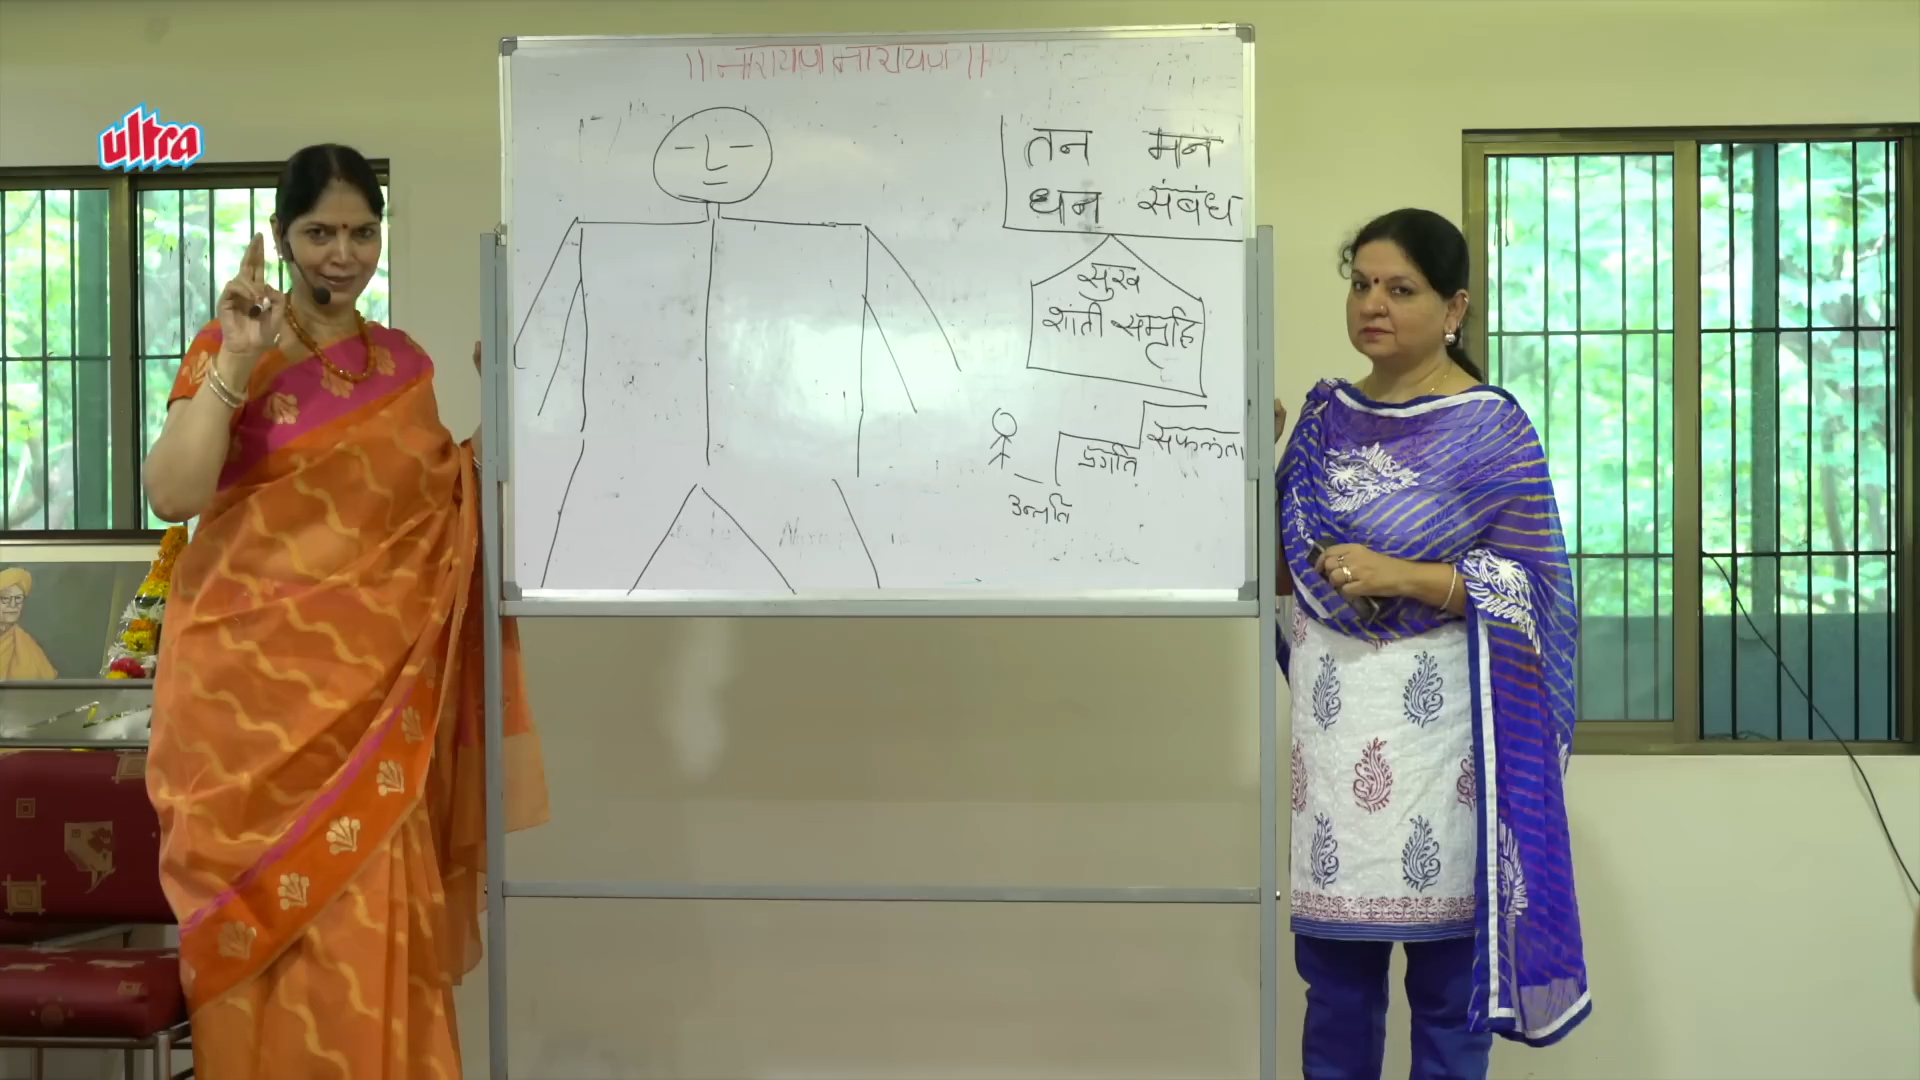 ultra
||नारायण नारायण||
तन मन
धन संबंध
सुख
शांती समृद्धि
सफलता
प्रगति
उन्नति